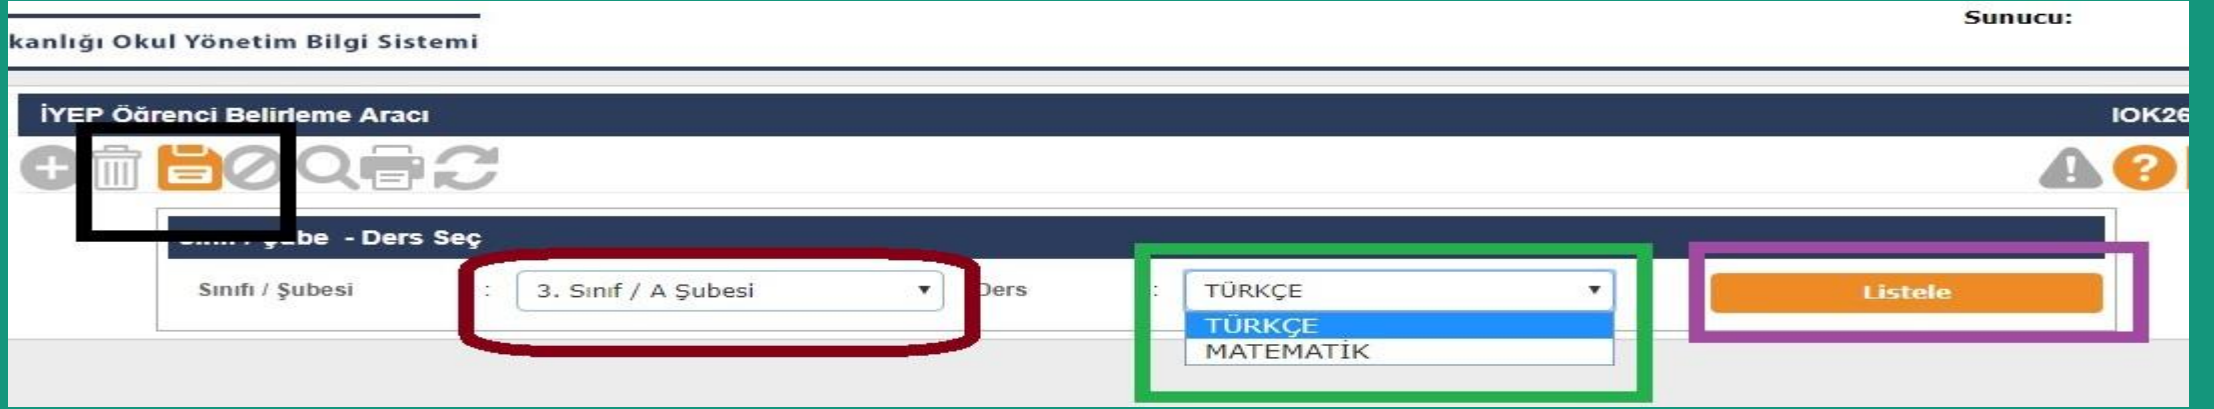 Sunucu:
kanlığı Okul Yönetim Bilgi Sistemi
İYEP Öğrenci Belirleme Aracı IOK26
- Ders Seç
Sınıfı / Şubesi : 3. Sınıf / A Şubesi Ders : TÜRKÇE Listele
TÜRKÇE
MATEMATİK